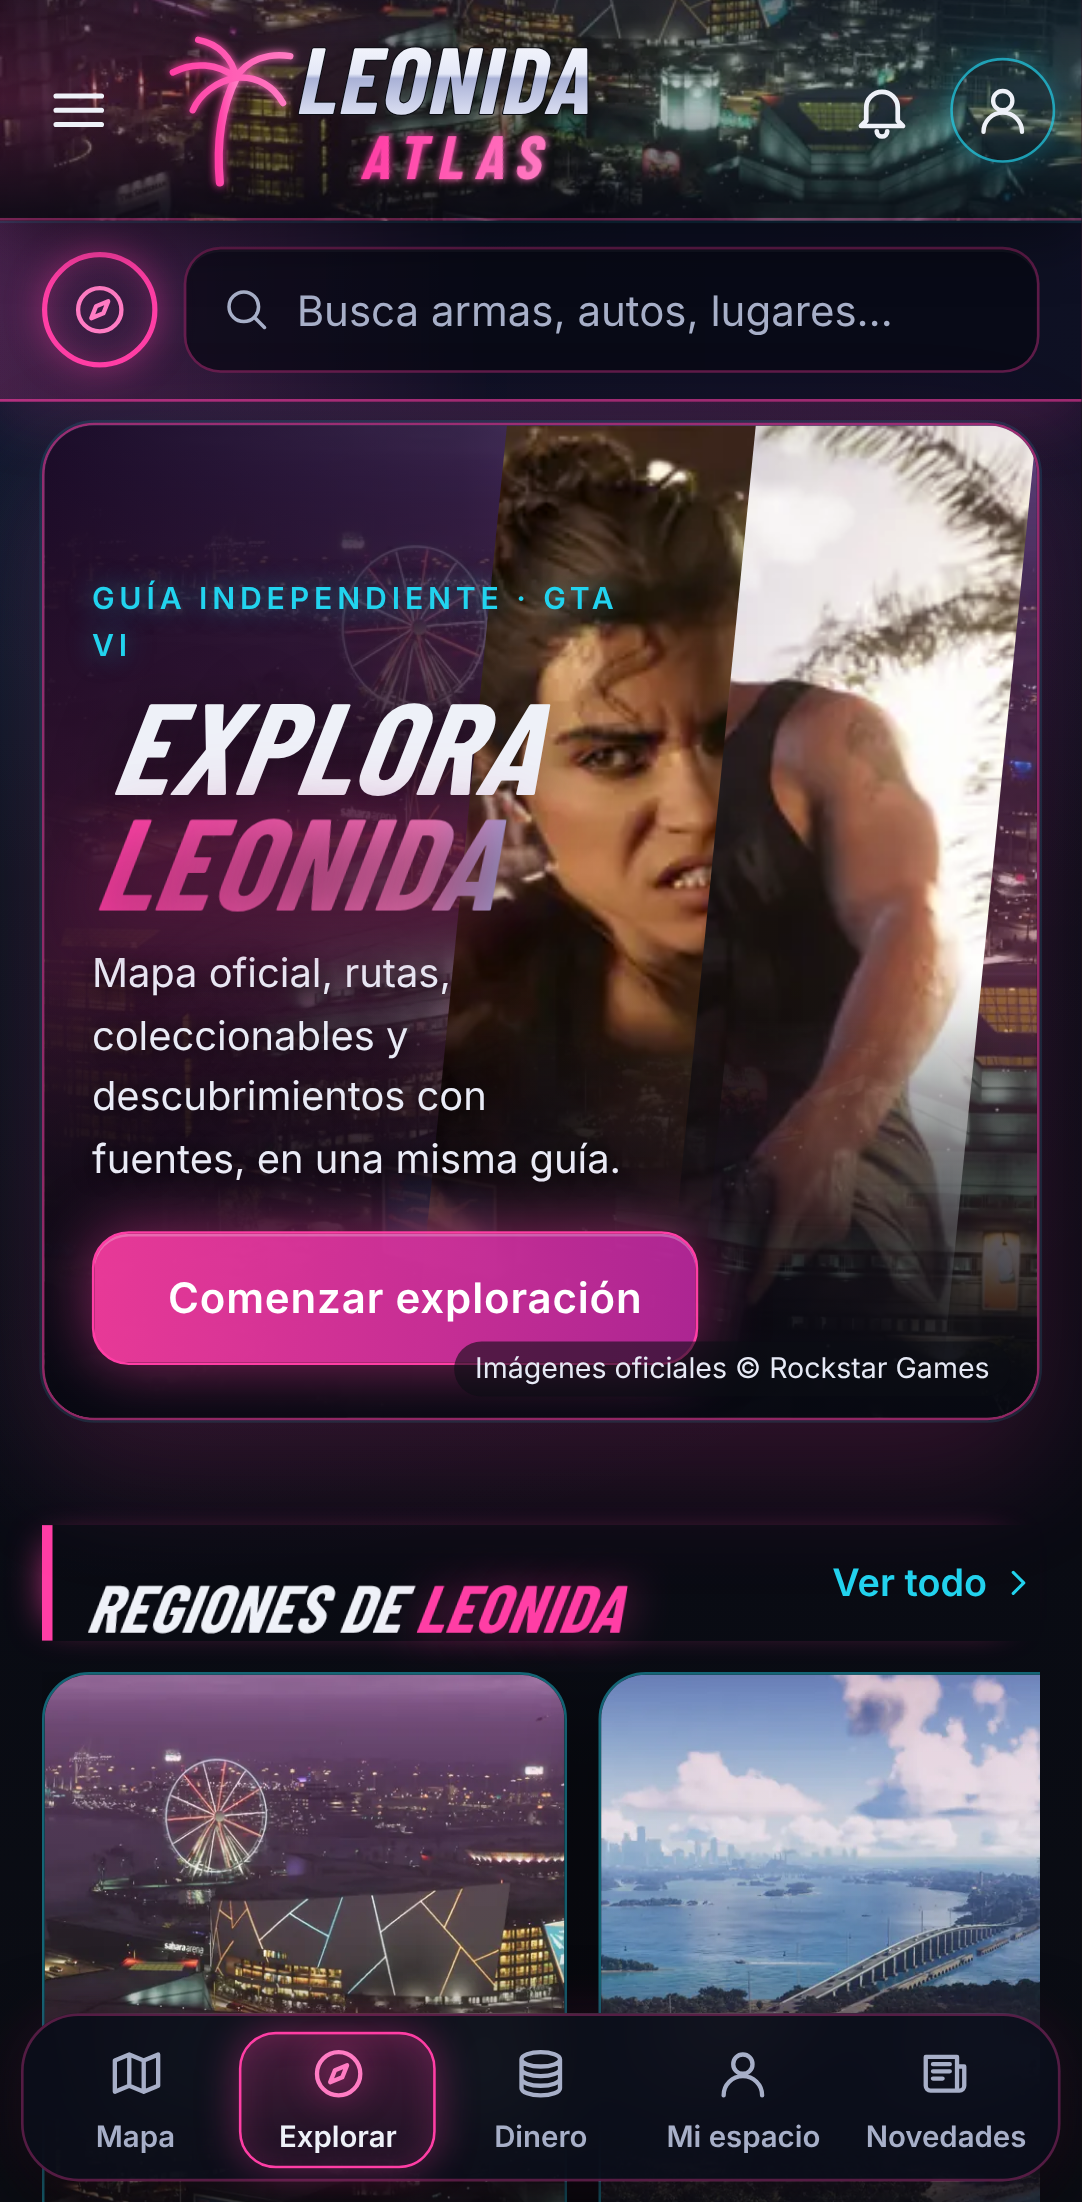 LEONIDA
ATLAS
Busca armas, autos, lugares...
GUÍA INDEPENDIENTE · GTA
VI
EXPLORA
LEONIDA
Mapa oficial, rutas,
coleccionables y
descubrimientos con
fuentes, en una misma guía.
Comenzar exploración
Imágenes oficiales © Rockstar Games
REGIONES DE LEONIDA
Ver todo
sahara arena
Mapa
Explorar
Dinero
Mi espacio
Novedades